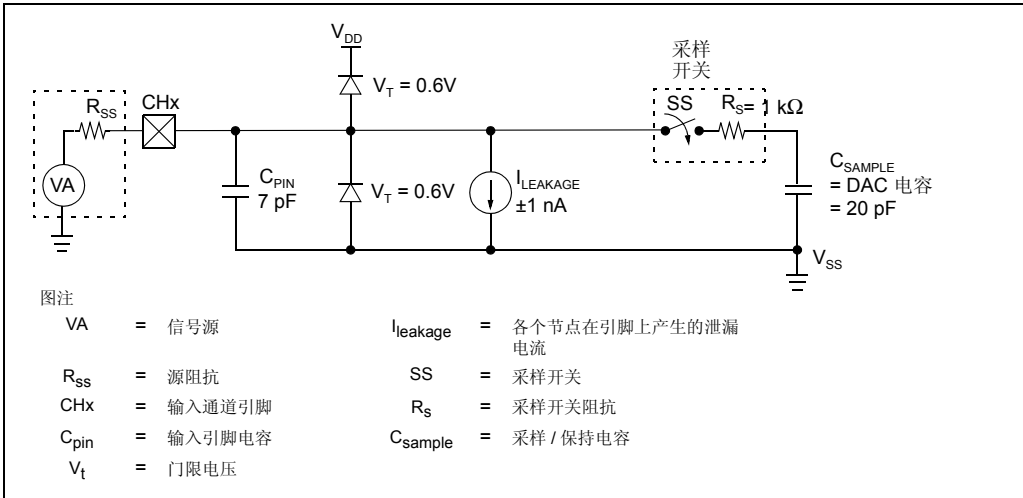 V_DD
采样
开关
V_T = 0.6V
R_SS
CHx
SS
R_S= 1 kΩ
VA
C_PIN
7 pF
V_T = 0.6V
I_LEAKAGE
±1 nA
C_SAMPLE
= DAC 电容
= 20 pF
V_SS
图注
VA = 信号源
I_leakage = 各个节点在引脚上产生的泄漏
电流
R_ss = 源阻抗
SS = 采样开关
CHx = 输入通道引脚
R_s = 采样开关阻抗
C_pin = 输入引脚电容
C_sample = 采样 / 保持电容
V_t = 门限电压